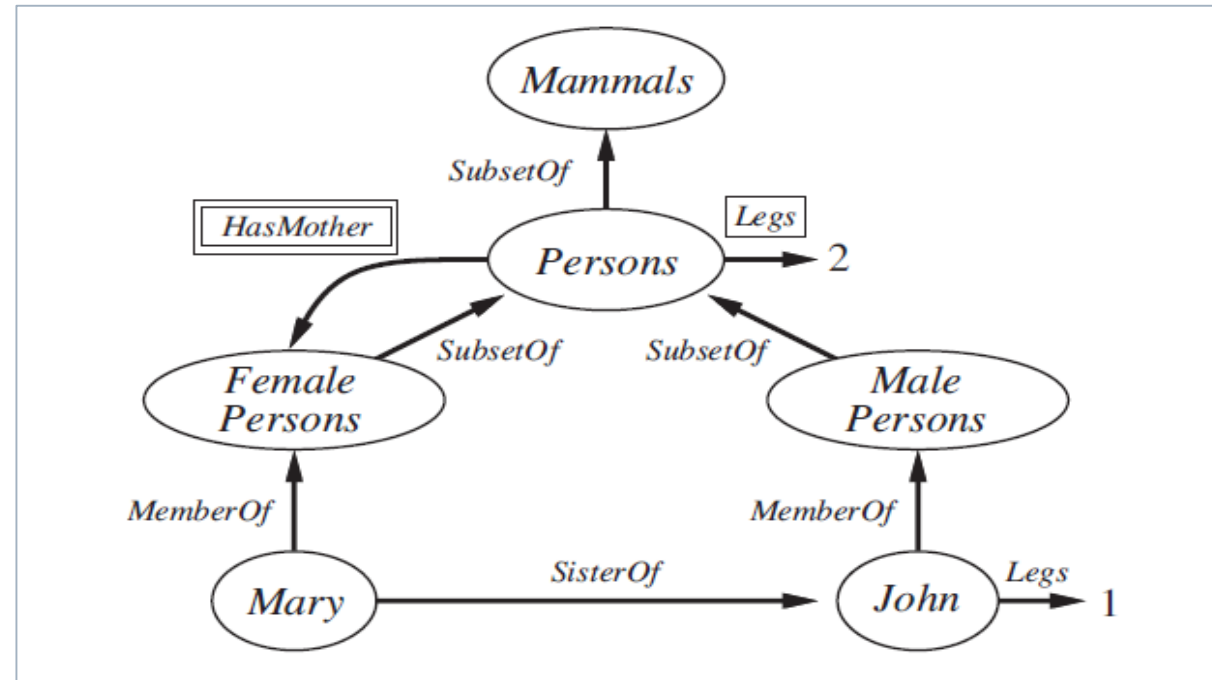 Mammals
SubsetOf
HasMother
Legs
Persons
2
SubsetOf
SubsetOf
Female
Persons
Male
Persons
MemberOf
MemberOf
SisterOf
Legs
Mary
John
1